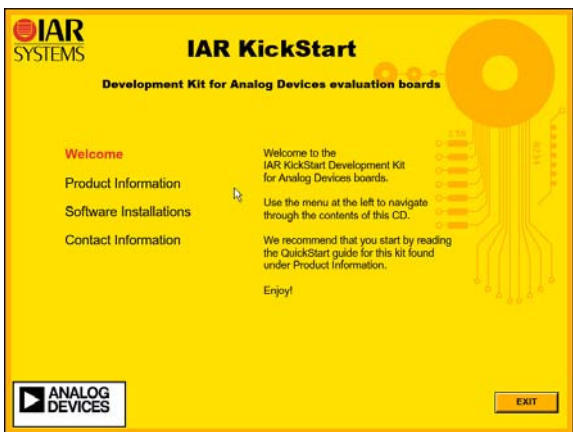 IAR
SYSTEMS
IAR KickStart
Development Kit for Analog Devices evaluation boards
Welcome
Product Information
Software Installations
Contact Information
Welcome to the
IAR KickStart Development Kit
for Analog Devices boards.
Use the menu at the left to navigate
through the contents of this CD.
We recommend that you start by reading
the QuickStart guide for this kit found
under Product Information.
Enjoy!
ANALOG
DEVICES
EXIT